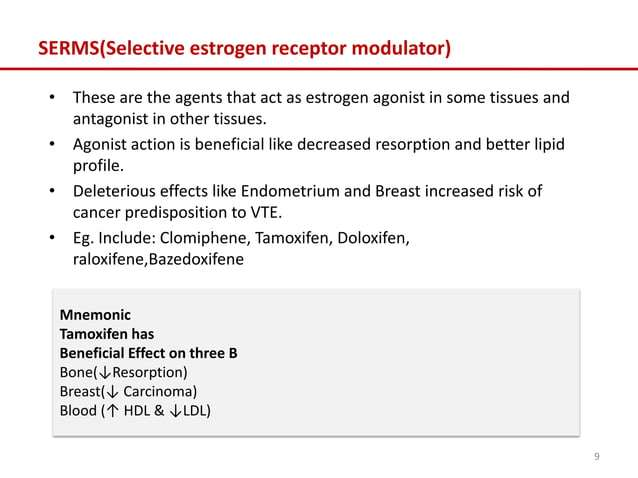 SERMS(Selective estrogen receptor modulator)
• These are the agents that act as estrogen agonist in some tissues and
antagonist in other tissues.
• Agonist action is beneficial like decreased resorption and better lipid
profile.
• Deleterious effects like Endometrium and Breast increased risk of
cancer predisposition to VTE.
• Eg. Include: Clomiphene, Tamoxifen, Doloxifen,
raloxifene,Bazedoxifene
Mnemonic
Tamoxifen has
Beneficial Effect on three B
Bone(↓Resorption)
Breast(↓ Carcinoma)
Blood (↑ HDL & ↓LDL)
9